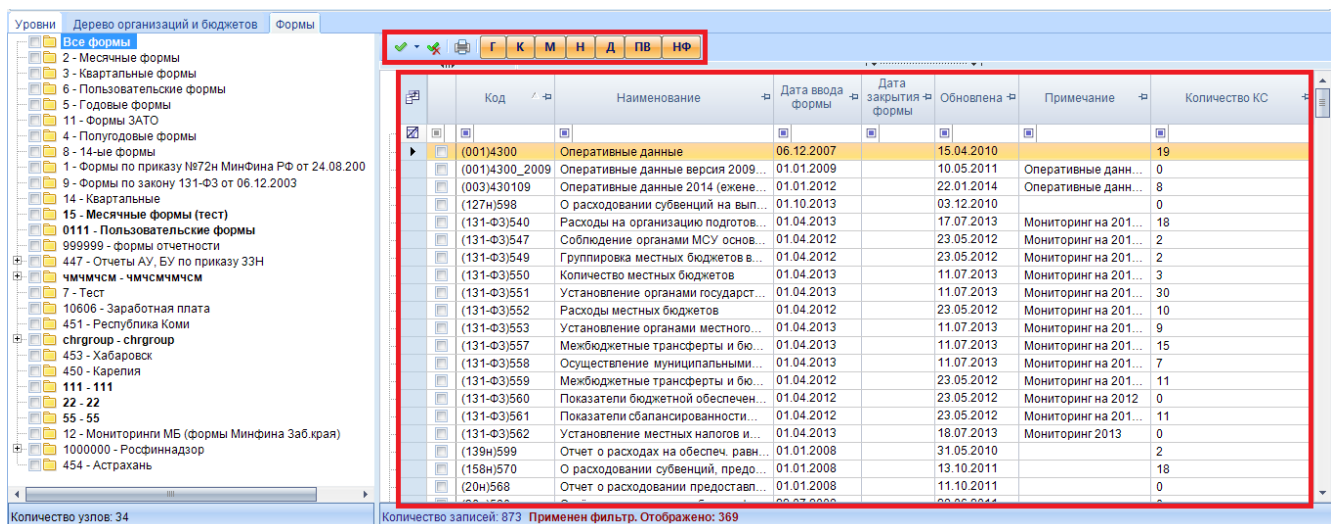 Уровни Дерево организаций и бюджетов Формы
Все формы
2 - Месячные формы
3 - Квартальные формы
6 - Пользовательские формы
5 - Годовые формы
11 - Формы ЗАТО
4 - Полугодовые формы
8 - 14-ые формы
1 - Формы по приказу №72н МинФина РФ от 24.08.200
9 - Формы по закону 131-ФЗ от 06.12.2003
14 - Квартальные
15 - Месячные формы (тест)
0111 - Пользовательские формы
999999 - формы отчетности
447 - Отчеты АУ, БУ по приказу 33Н
чмчмчсм - чмчсмчмчсм
7 - Тест
10606 - Заработная плата
451 - Республика Коми
chrgroup - chrgroup
453 - Хабаровск
450 - Карелия
111 - 111
22 - 22
55 - 55
12 - Мониторинги МБ (формы Минфина Заб.края)
1000000 - Росфиннадзор
454 - Астрахань
Количество узлов: 34
Г К М Н Д ПВ НФ
Код Наименование Дата ввода формы Дата закрытия формы Обновлена Примечание Количество КС
(001)4300 Оперативные данные 06.12.2007 15.04.2010 19
(001)4300_2009 Оперативные данные версия 2009... 01.01.2009 10.05.2011 Оперативные данн... 0
(003)430109 Оперативные данные 2014 (ежене... 01.01.2012 22.01.2014 Оперативные данн... 8
(127н)598 О расходовании субвенций на вып... 01.10.2013 03.12.2010 0
(131-ФЗ)540 Расходы на организацию подготов... 01.04.2013 17.07.2013 Мониторинг на 201... 18
(131-ФЗ)547 Соблюдение органами МСУ основ... 01.04.2012 23.05.2012 Мониторинг на 201... 2
(131-ФЗ)549 Группировка местных бюджетов в... 01.04.2012 23.05.2012 Мониторинг на 201... 2
(131-ФЗ)550 Количество местных бюджетов 01.04.2013 11.07.2013 Мониторинг на 201... 3
(131-ФЗ)551 Установление органами государст... 01.04.2013 11.07.2013 Мониторинг на 201... 30
(131-ФЗ)552 Расходы местных бюджетов 01.04.2012 23.05.2012 Мониторинг на 201... 10
(131-ФЗ)553 Установление органами местного... 01.04.2013 11.07.2013 Мониторинг на 201... 9
(131-ФЗ)557 Межбюджетные трансферты и бю... 01.04.2013 11.07.2013 Мониторинг на 201... 15
(131-ФЗ)558 Осуществление муниципальными... 01.04.2013 11.07.2013 Мониторинг на 201... 7
(131-ФЗ)559 Межбюджетные трансферты и бю... 01.04.2012 23.05.2012 Мониторинг на 201... 11
(131-ФЗ)560 Показатели бюджетной обеспечен... 01.04.2012 23.05.2012 Мониторинг на 2012 0
(131-ФЗ)561 Показатели сбалансированности... 01.04.2012 23.05.2012 Мониторинг на 201... 11
(131-ФЗ)562 Установление местных налогов и... 01.04.2013 18.07.2013 Мониторинг 2013 0
(139н)599 Отчет о расходах на обеспеч. равн... 01.01.2008 31.05.2010 2
(158н)570 О расходовании субвенций, предо... 01.01.2008 13.10.2011 18
(20н)568 Отчет о расходовании предоставл... 01.01.2008 11.10.2011 0
Количество записей: 873 Применен фильтр. Отображено: 369